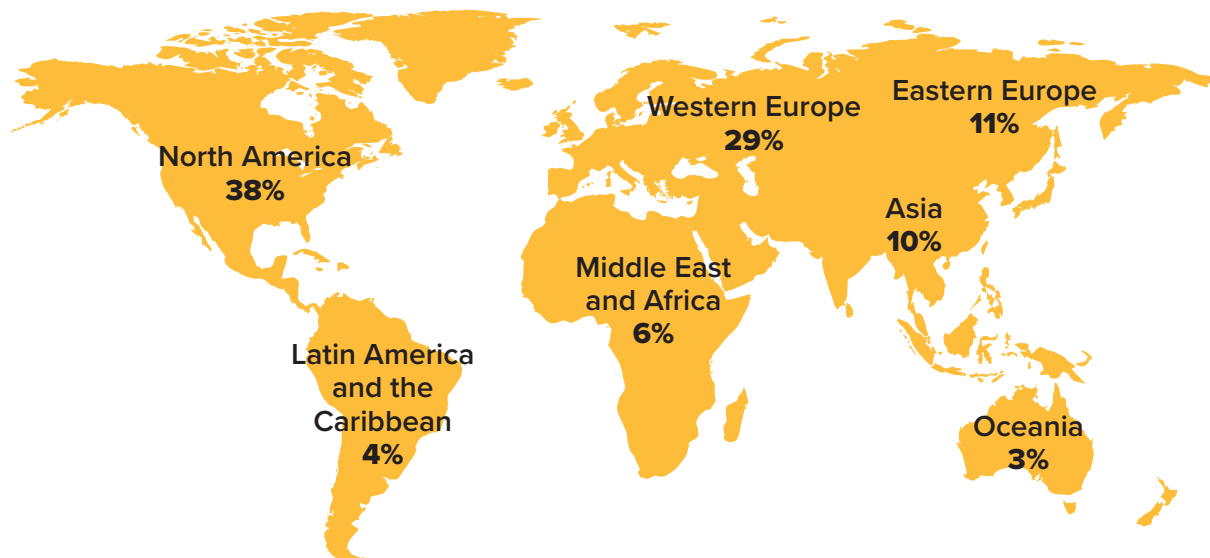 North America
38%
Western Europe
29%
Eastern Europe
11%
Asia
10%
Middle East
and Africa
6%
Latin America
and the
Caribbean
4%
Oceania
3%